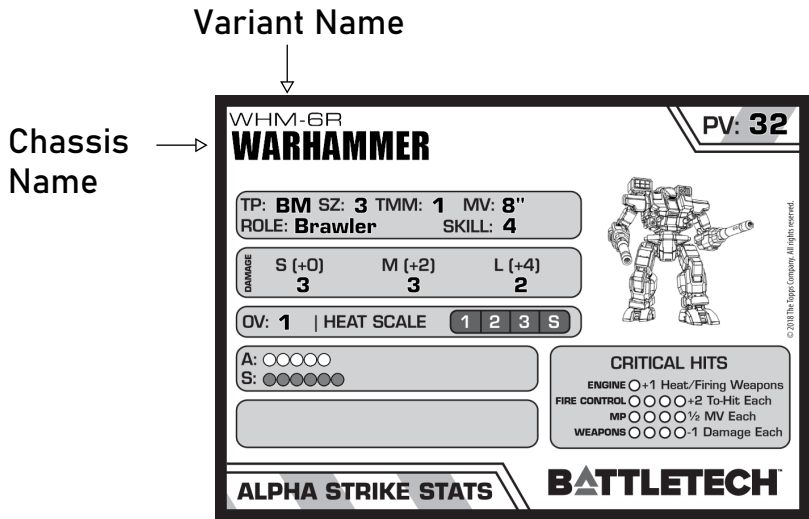 Variant Name
Chassis
Name
WHM-6R
WARHAMMER
PV: 32
TP: BM SZ: 3 TMM: 1 MV: 8"
ROLE: Brawler SKILL: 4
DAMAGE
S (+0) M (+2) L (+4)
3 3 2
OV: 1 | HEAT SCALE 1 2 3 S
A:
S:
© 2018 The Topps Company. All rights reserved.
CRITICAL HITS
ENGINE +1 Heat/Firing Weapons
FIRE CONTROL +2 To-Hit Each
MP ½ MV Each
WEAPONS -1 Damage Each
ALPHA STRIKE STATS
BATTLETECH